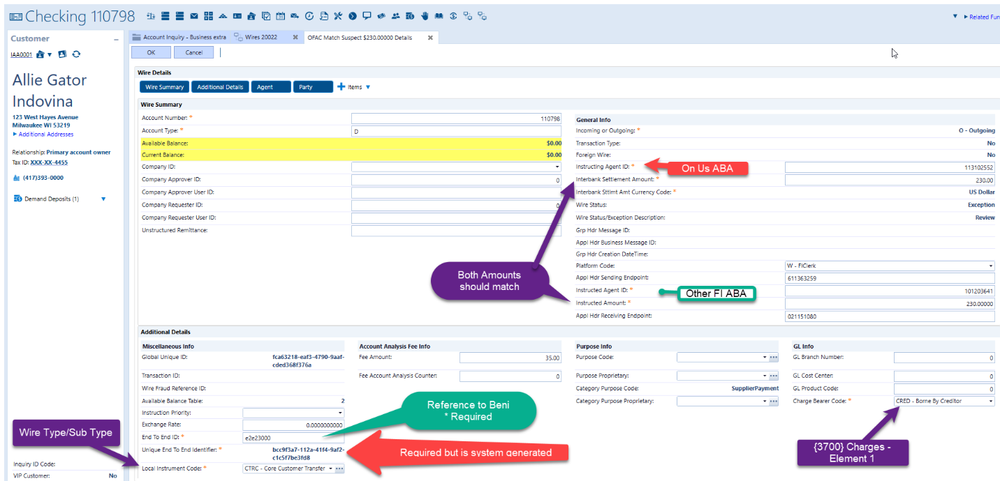 Checking 110798
Related Fun
Customer
IAA0001
Allie Gator
Indovina
123 West Hayes Avenue
Milwaukee WI 53219
Additional Addresses
Relationship: Primary account owner
Tax ID: XXX-XX-4455
(417)393-0000
Demand Deposits (1)
Inquiry ID Code:
VIP Customer: No
Account Inquiry - Business extra
Wires 20022
OFAC Match Suspect $230.00000 Details
OK Cancel
Wire Details
Wire Summary Additional Details Agent Party Items
Wire Summary
Account Number: * 110798
Account Type: * D
Available Balance: $0.00
Current Balance: $0.00
Company ID:
Company Approver ID: 0
Company Approver User ID:
Company Requester ID: 0
Company Requester User ID:
Unstructured Remittance:
General Info
Incoming or Outgoing: * O - Outgoing
Transaction Type: No
Foreign Wire: No
Instructing Agent ID: * 113102552
On Us ABA
Interbank Settlement Amount: * 230.00
Interbank Sttlmt Amt Currency Code: * US Dollar
Wire Status: Exception
Wire Status/Exception Description: Review
Grp Hdr Message ID:
Appl Hdr Business Message ID:
Grp Hdr Creation DateTime:
Platform Code: W - FIClerk
Appl Hdr Sending Endpoint: 611363259
Instructed Agent ID: * 101203641
Other FI ABA
Instructed Amount: * 230.00000
Appl Hdr Receiving Endpoint: 021151080
Both Amounts
should match
Additional Details
Miscellaneous Info
Global Unique ID: fca63218-eaf3-4790-9aaf-
cded368f376a
Transaction ID:
Wire Fraud Reference ID:
Available Balance Table: 2
Instruction Priority:
Exchange Rate: 0.0000000000
End To End ID: * e2e23000
Unique End To End Identifier: * bcc9f3a7-112a-41f4-9af2-
c1c5f7be3fd8
Local Instrument Code: * CTRC - Core Customer Transfer
Account Analysis Fee Info
Fee Amount: 35.00
Fee Account Analysis Counter: 0
Purpose Info
Purpose Code:
Purpose Proprietary:
Category Purpose Code: SupplierPayment
Category Purpose Proprietary:
GL Info
GL Branch Number: 0
GL Cost Center: 0
GL Product Code: 0
Charge Bearer Code: * CRED - Borne By Creditor
Wire Type/Sub Type
Reference to Beni
* Required
Required but is system generated
{3700} Charges -
Element 1